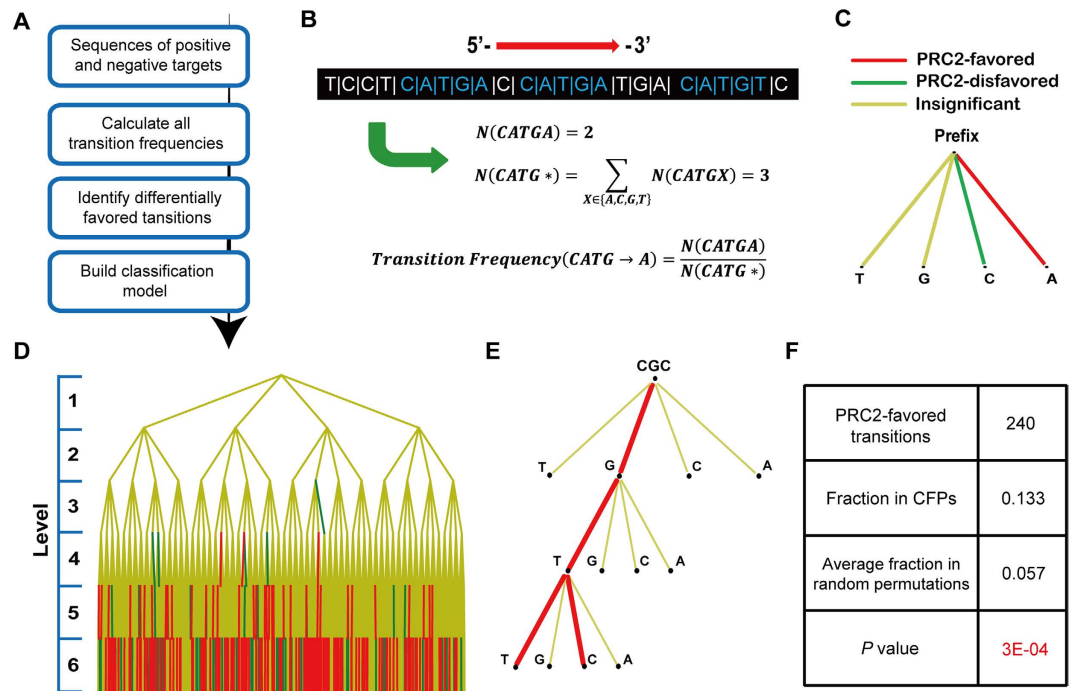 A
Sequences of positive
and negative targets
Calculate all
transition frequencies
Identify differentially
favored tansitions
Build classification
model
B
5’- -3’
T|C|C|T| C|A|T|G|A |C| C|A|T|G|A|T|G|A| C|A|T|G|T|C
N(CATGA) = 2
N(CATG *) = ∑ N(CATGX) = 3
X∈{A,C,G,T}
Transition Frequency(CATG → A) = N(CATGA)
N(CATG *)
C
PRC2-favored
PRC2-disfavored
Insignificant
Prefix
T G C A
D
Level
1
2
3
4
5
6
E
CGC
T G C A
T G C A
T G C A
F
PRC2-favored
transitions
240
Fraction in CFPs
0.133
Average fraction in
random permutations
0.057
P value
3E-04